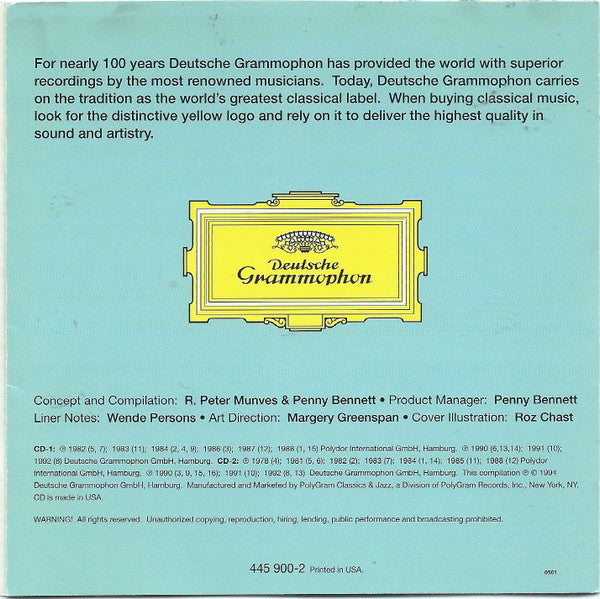 For nearly 100 years Deutsche Grammophon has provided the world with superior
recordings by the most renowned musicians. Today, Deutsche Grammophon carries
on the tradition as the world's greatest classical label. When buying classical music,
look for the distinctive yellow logo and rely on it to deliver the highest quality in
sound and artistry.
Deutsche
Grammophon
Concept and Compilation: R. Peter Munves & Penny Bennett • Product Manager: Penny Bennett
Liner Notes: Wende Persons • Art Direction: Margery Greenspan • Cover Illustration: Roz Chast
CD-1: ℗ 1982 (5, 7); 1983 (11); 1984 (2, 4, 9); 1986 (3); 1987 (12); 1988 (1, 15) Polydor International GmbH, Hamburg. ℗ 1990 (6,13,14); 1991 (10);
1992 (8) Deutsche Grammophon GmbH, Hamburg. CD-2: ℗ 1978 (4); 1981 (5, 6); 1982 (2); 1983 (7); 1984 (1, 14); 1985 (11); 1988 (12) Polydor
International GmbH, Hamburg. ℗ 1990 (3, 9, 15, 16); 1991 (10); 1992 (8, 13) Deutsche Grammophon GmbH, Hamburg. This compilation ℗ © 1994
Deutsche Grammophon GmbH, Hamburg. Manufactured and Marketed by PolyGram Classics & Jazz, a Division of PolyGram Records, Inc., New York, NY.
CD is made in USA.
WARNING! All rights reserved. Unauthorized copying, reproduction, hiring, lending, public performance and broadcasting prohibited.
445 900-2 Printed in USA.
0501